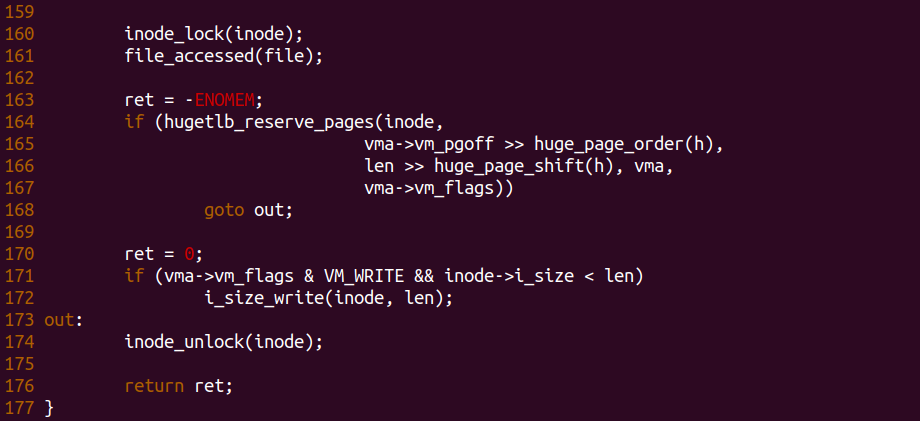 159
160         inode_lock(inode);
161         file_accessed(file);
162
163         ret = -ENOMEM;
164         if (hugetlb_reserve_pages(inode,
165                                 vma->vm_pgoff >> huge_page_order(h),
166                                 len >> huge_page_shift(h), vma,
167                                 vma->vm_flags))
168                 goto out;
169
170         ret = 0;
171         if (vma->vm_flags & VM_WRITE && inode->i_size < len)
172                 i_size_write(inode, len);
173 out:
174         inode_unlock(inode);
175
176         return ret;
177 }